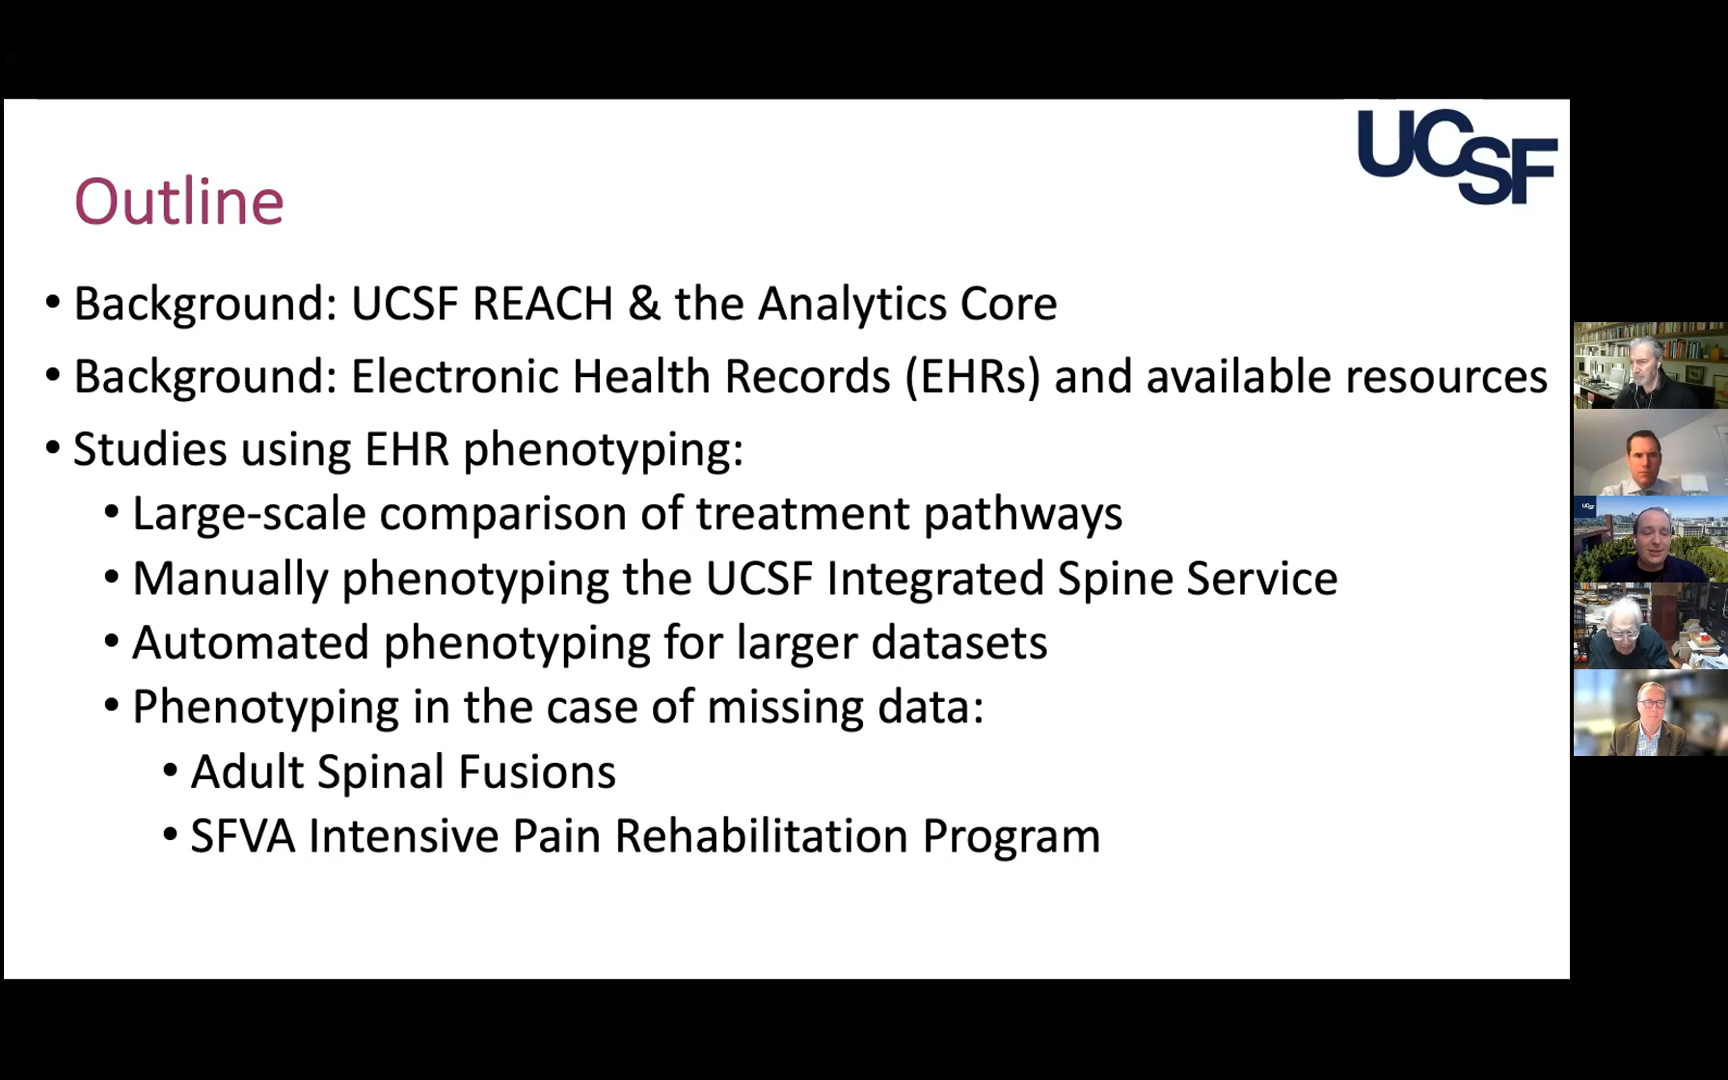 UCSF
Outline
• Background: UCSF REACH & the Analytics Core
• Background: Electronic Health Records (EHRs) and available resources
• Studies using EHR phenotyping:
• Large-scale comparison of treatment pathways
• Manually phenotyping the UCSF Integrated Spine Service
• Automated phenotyping for larger datasets
• Phenotyping in the case of missing data:
• Adult Spinal Fusions
• SFVA Intensive Pain Rehabilitation Program
UCSF